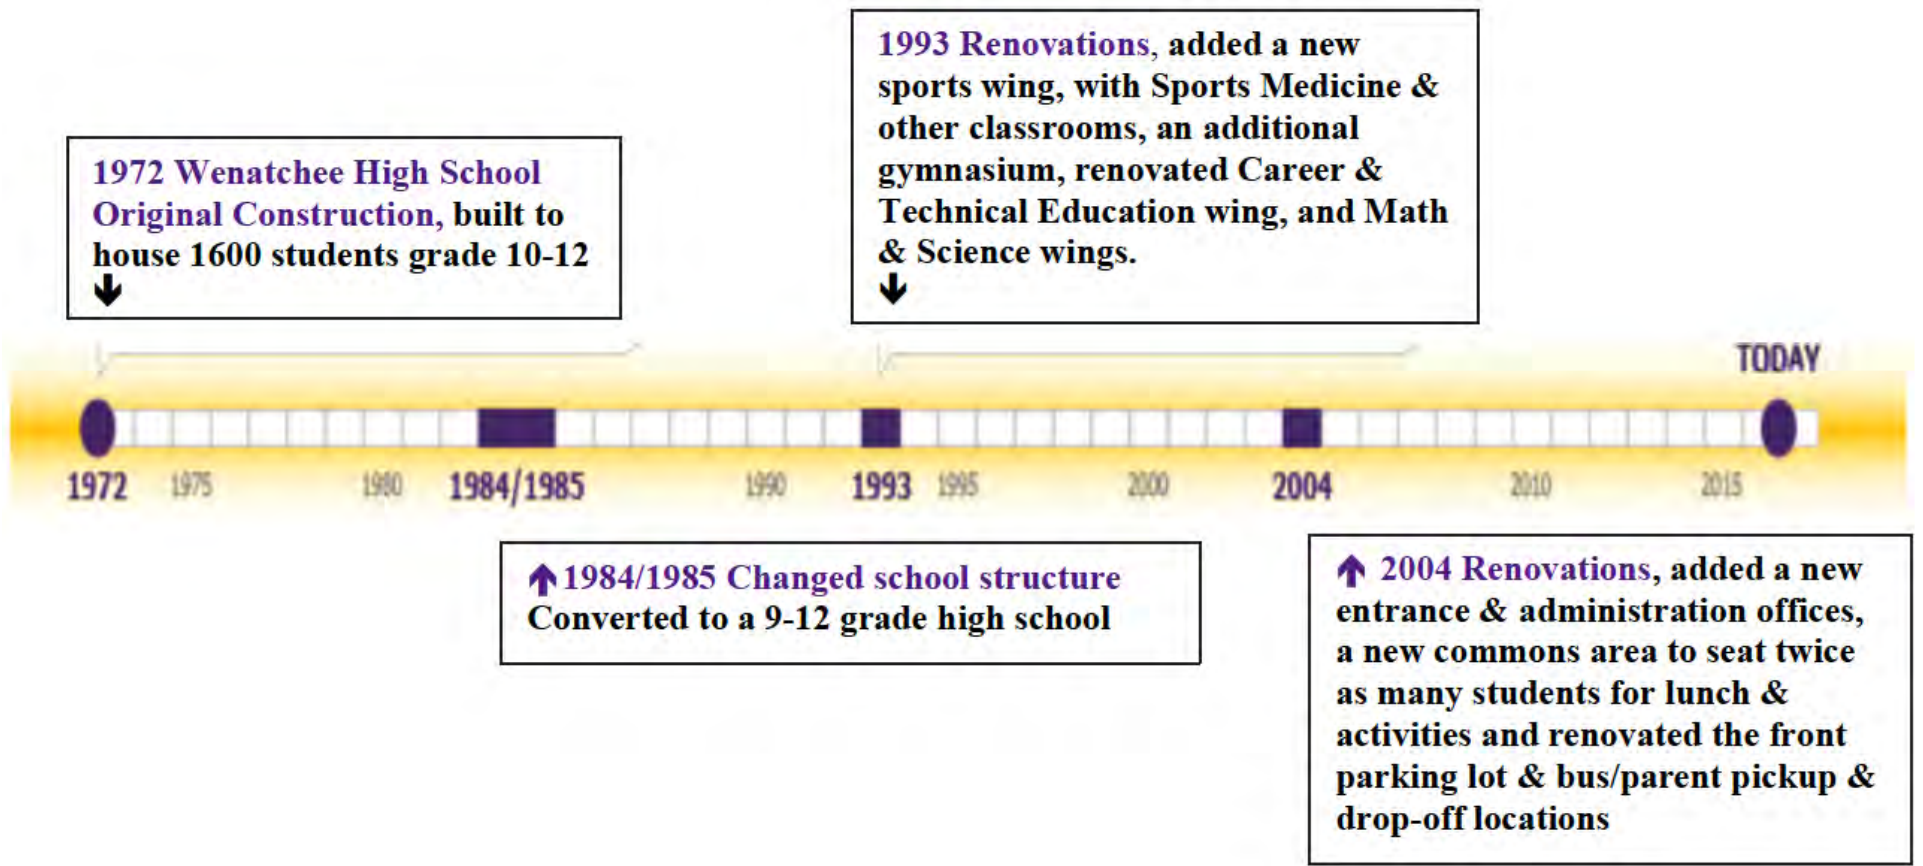 1993 Renovations, added a new
sports wing, with Sports Medicine &
other classrooms, an additional
gymnasium, renovated Career &
Technical Education wing, and Math
& Science wings.
1972 Wenatchee High School
Original Construction, built to
house 1600 students grade 10-12
TODAY
1972 1975 1980 1984/1985 1990 1993 1995 2000 2004 2010 2015
1984/1985 Changed school structure
Converted to a 9-12 grade high school
2004 Renovations, added a new
entrance & administration offices,
a new commons area to seat twice
as many students for lunch &
activities and renovated the front
parking lot & bus/parent pickup &
drop-off locations